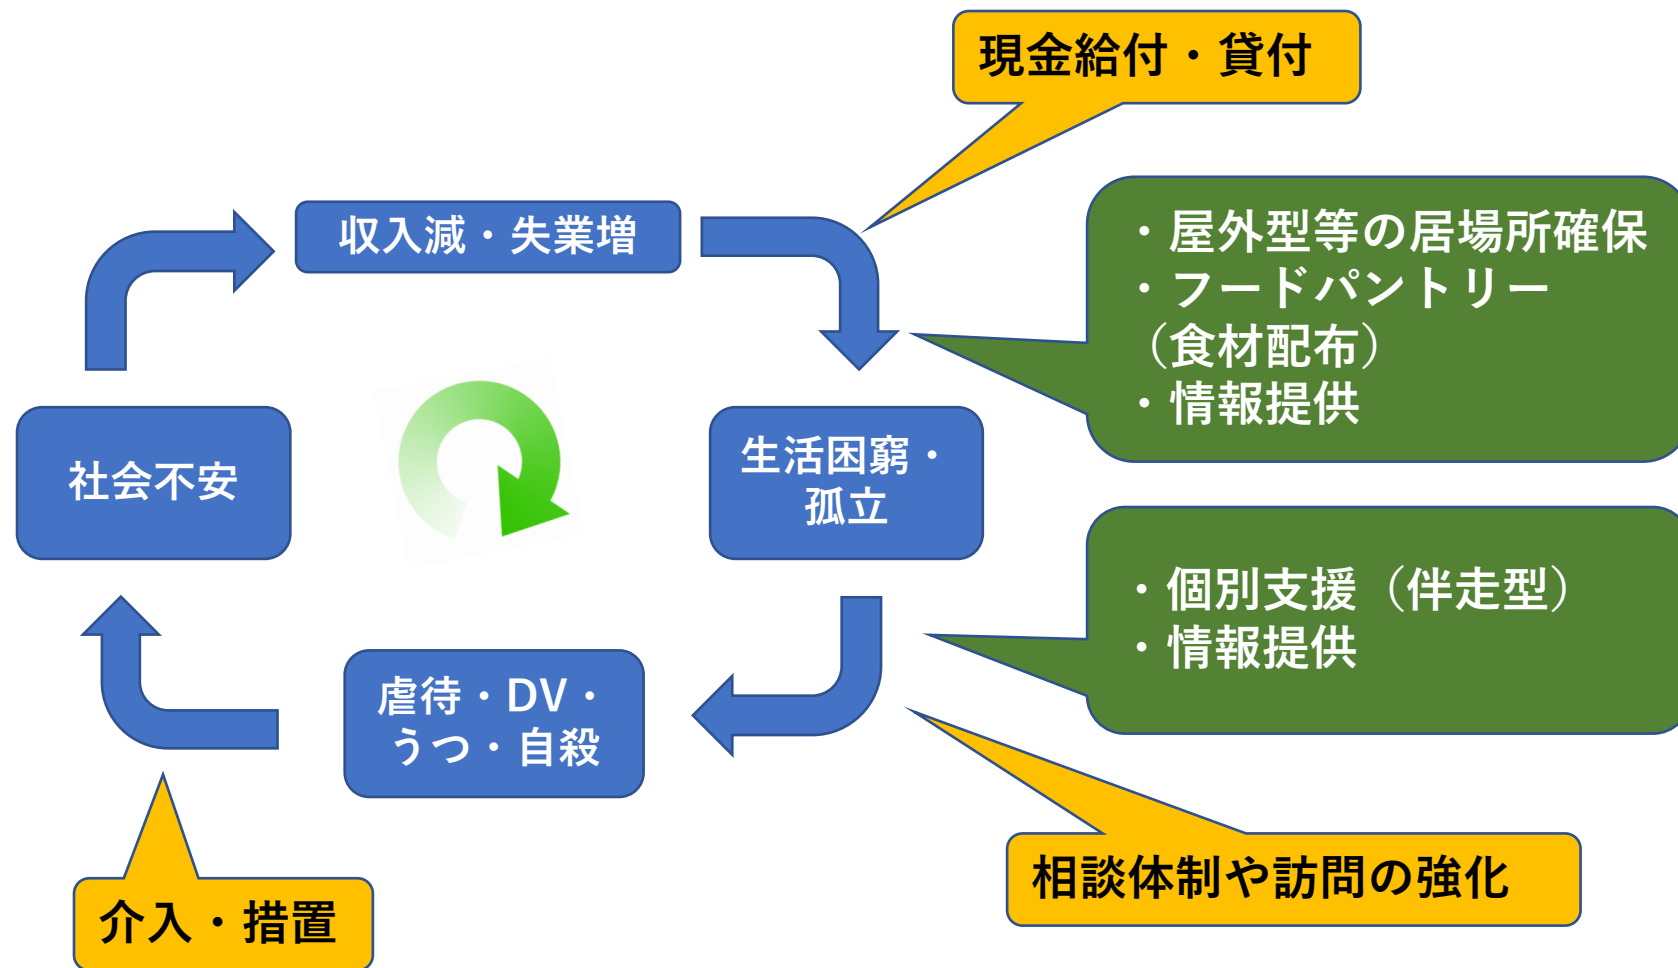 現金給付・貸付
収入減・失業増
・屋外型等の居場所確保
・フードパントリー
（食材配布）
・情報提供
社会不安
生活困窮・
孤立
・個別支援（伴走型）
・情報提供
虐待・DV・
うつ・自殺
相談体制や訪問の強化
介入・措置